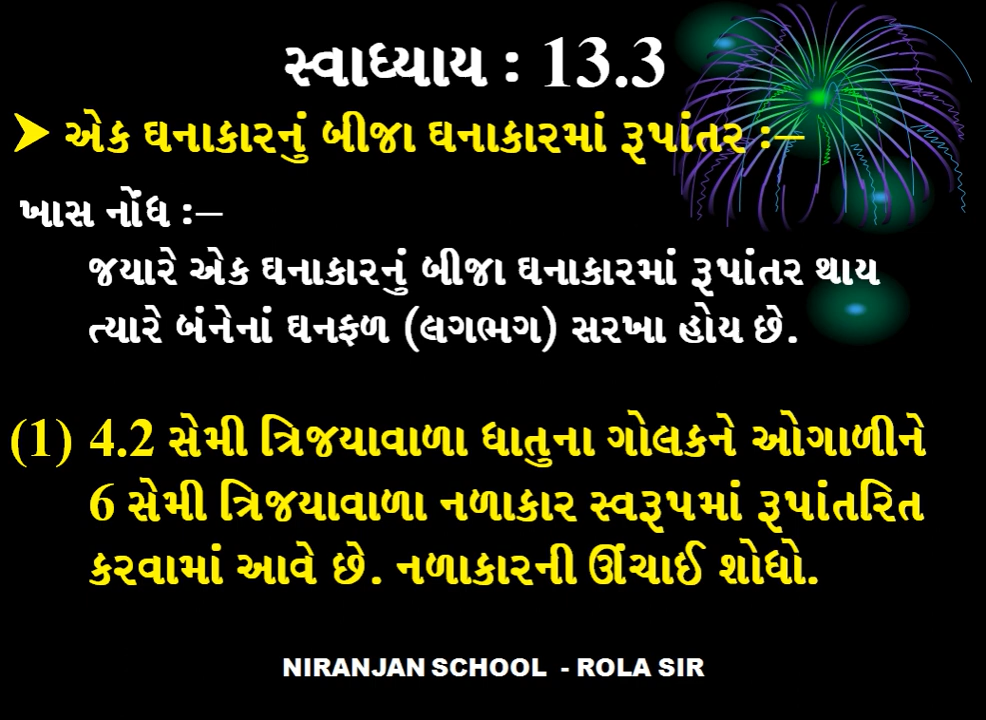 સ્વાધ્યાય : 13.3
➤ એક ઘનાકારનું બીજા ઘનાકારમાં રૂપાંતર :–
ખાસ નોંધ :–
જયારે એક ઘનાકારનું બીજા ઘનાકારમાં રૂપાંતર થાય
ત્યારે બંનેનાં ઘનફળ (લગભગ) સરખા હોય છે.
(1) 4.2 સેમી ત્રિજયાવાળા ધાતુના ગોલકને ઓગાળીને
6 સેમી ત્રિજયાવાળા નળાકાર સ્વરૂપમાં રૂપાંતરિત
કરવામાં આવે છે. નળાકારની ઊંચાઈ શોધો.
NIRANJAN SCHOOL - ROLA SIR